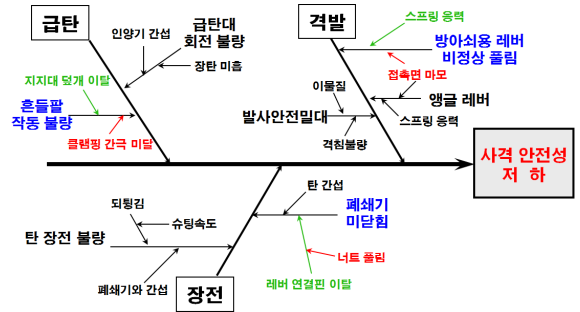 급탄
인양기 간섭
급탄대
회전 불량
장탄 미흡
지지대 덮개 이탈
흔들팔
작동 불량
클램핑 간극 미달
격발
스프링 응력
방아쇠용 레버
비정상 풀림
접촉면 마모
이물질
앵글 레버
발사안전밀대
스프링 응력
격침불량
사격 안전성
저 하
되튕김
탄 간섭
슈팅속도
폐쇄기
미닫힘
탄 장전 불량
너트 풀림
폐쇄기와 간섭
장전
레버 연결핀 이탈